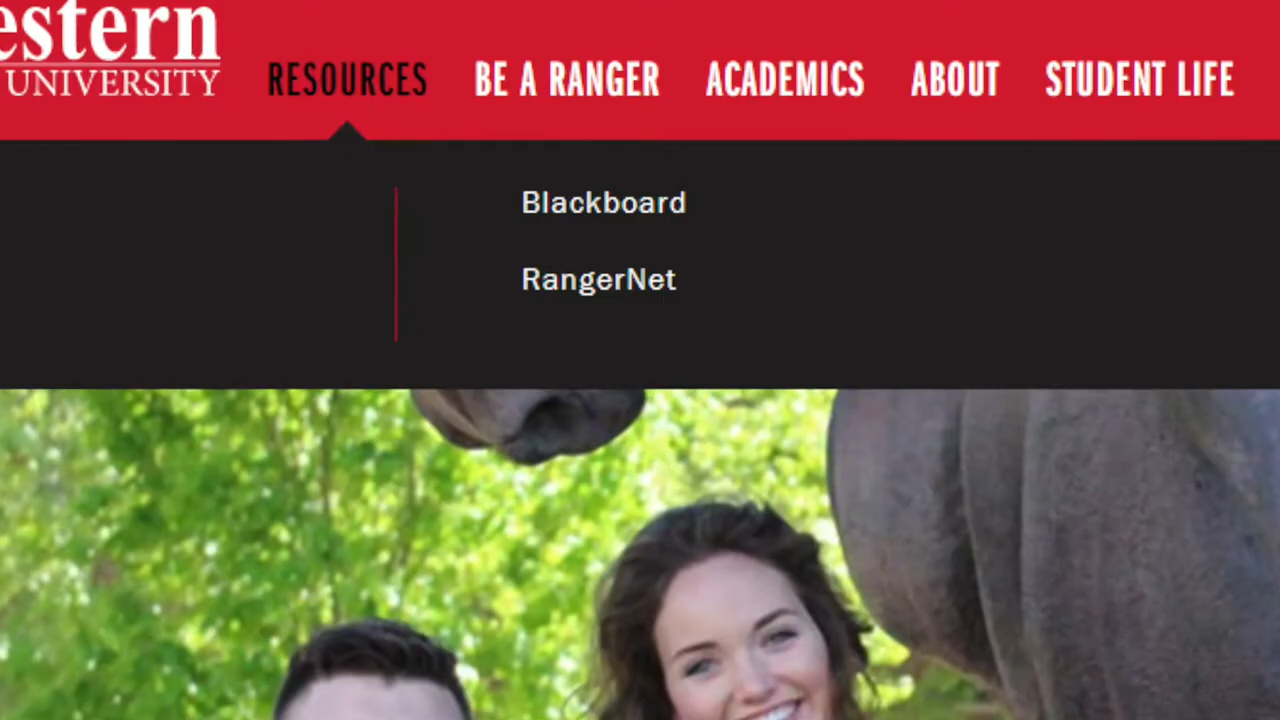 estern
UNIVERSITY
RESOURCES BE A RANGER ACADEMICS ABOUT STUDENT LIFE
Blackboard
RangerNet